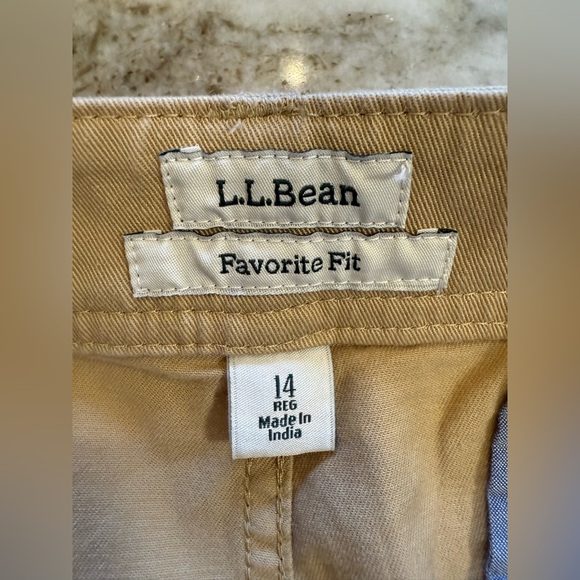 L.L.Bean
Favorite Fit
14
REG
Made In
India